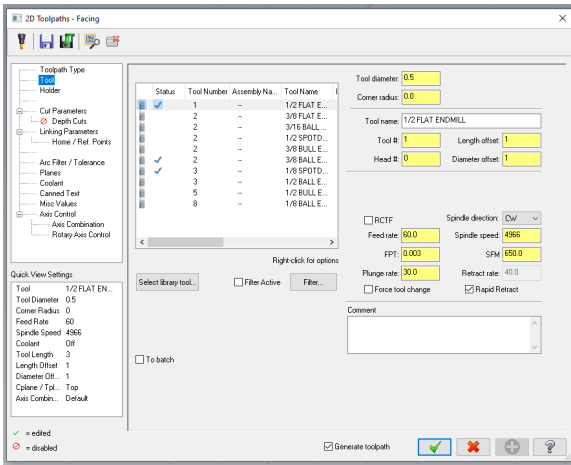 2D Toolpaths - Facing
Toolpath Type
Tool
Holder
Cut Parameters
Depth Cuts
Linking Parameters
Home / Ref. Points
Arc Filter / Tolerance
Planes
Coolant
Canned Text
Misc Values
Axis Control
Axis Combination
Rotary Axis Control
Quick View Settings
Tool 1/2 FLAT EN...
Tool Diameter 0.5
Corner Radius 0
Feed Rate 60
Spindle Speed 4966
Coolant Off
Tool Length 3
Length Offset 1
Diameter Off... 1
Cplane / Tpl... Top
Axis Combin... Default
= edited
= disabled
Status Tool Number Assembly Na... Tool Name
1 -- 1/2 FLAT E...
2 -- 3/8 FLAT E...
2 -- 3/16 BALL ...
2 -- 1/2 SPOTD...
2 -- 3/8 BULL E...
2 -- 3/8 BALL E...
3 -- 1/8 SPOTD...
3 -- 1/2 BALL E...
5 -- 1/2 BULL E...
8 -- 1/8 BALL E...
Right-click for options
Select library tool...
Filter Active
Filter...
To batch
Tool diameter: 0.5
Corner radius: 0.0
Tool name: 1/2 FLAT ENDMILL
Tool #: 1 Length offset: 1
Head #: 0 Diameter offset: 1
RCTF Spindle direction: CW
Feed rate: 60.0 Spindle speed: 4966
FPT: 0.003 SFM 650.0
Plunge rate: 30.0 Retract rate: 40.0
Force tool change Rapid Retract
Comment
Generate toolpath